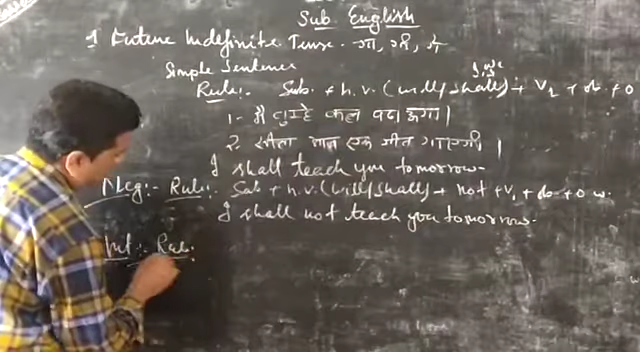 Sub. English
1 Future Indefinite Tense - गा, गी, गे
Simple Sentences
I, we
Rule:- Sub. + h.v. (will/shall) + V1 + ob. + O
1- मैं तुम्हे कल पढाऊंगा।
2. सीता आज एक गीत गाएगी।
I shall teach you tomorrow.
Neg:- Rule:- Sub + h.v. (will/shall) + not + V1 + ob + O w.
I shall not teach you tomorrow.
Int:- Rule: